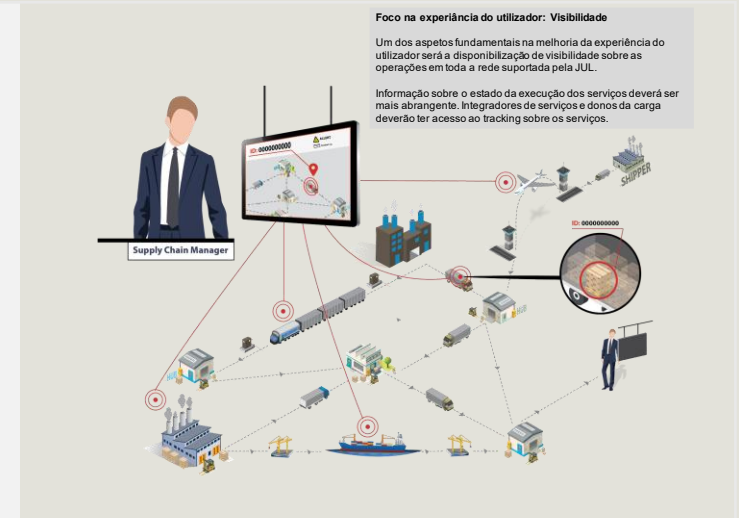 Foco na experiância do utilizador: Visibilidade
Um dos aspetos fundamentais na melhoria da experiência do
utilizador será a disponibilização de visibilidade sobre as
operações em toda a rede suportada pela JUL.
Informação sobre o estado da execução dos serviços deverá ser
mais abrangente. Integradores de serviços e donos da carga
deverão ter acesso ao tracking sobre os serviços.
ID: 0000000000
ALERT
SHIPPER
ID: 0000000000
Supply Chain Manager
HUB
HUB